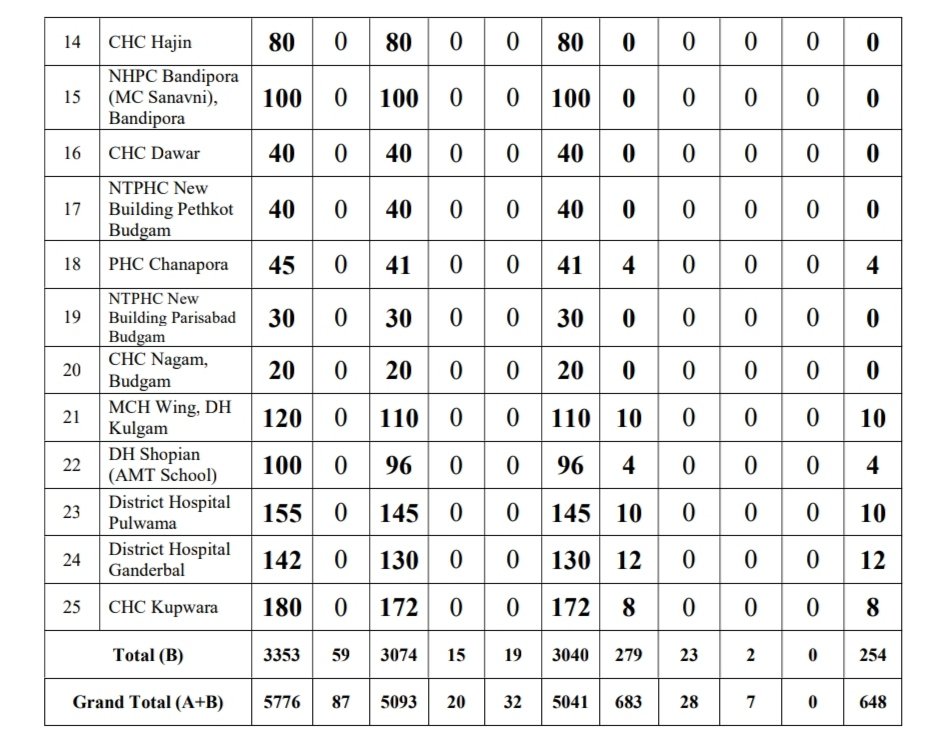 14 CHC Hajin 80 0 80 0 0 80 0 0 0 0 0
NHPC Bandipora
15 (MC Sanavni), 100 0 100 0 0 100 0 0 0 0 0
Bandipora
16 CHC Dawar 40 0 40 0 0 40 0 0 0 0 0
NTPHC New
17 Building Pethkot 40 0 40 0 0 40 0 0 0 0 0
Budgam
18 PHC Chanapora 45 0 41 0 0 41 4 0 0 0 4
NTPHC New
19 Building Parisabad 30 0 30 0 0 30 0 0 0 0 0
Budgam
20 CHC Nagam, 20 0 20 0 0 20 0 0 0 0 0
Budgam
21 MCH Wing, DH 120 0 110 0 0 110 10 0 0 0 10
Kulgam
22 DH Shopian 100 0 96 0 0 96 4 0 0 0 4
(AMT School)
23 District Hospital 155 0 145 0 0 145 10 0 0 0 10
Pulwama
24 District Hospital 142 0 130 0 0 130 12 0 0 0 12
Ganderbal
25 CHC Kupwara 180 0 172 0 0 172 8 0 0 0 8
Total (B) 3353 59 3074 15 19 3040 279 23 2 0 254
Grand Total (A+B) 5776 87 5093 20 32 5041 683 28 7 0 648